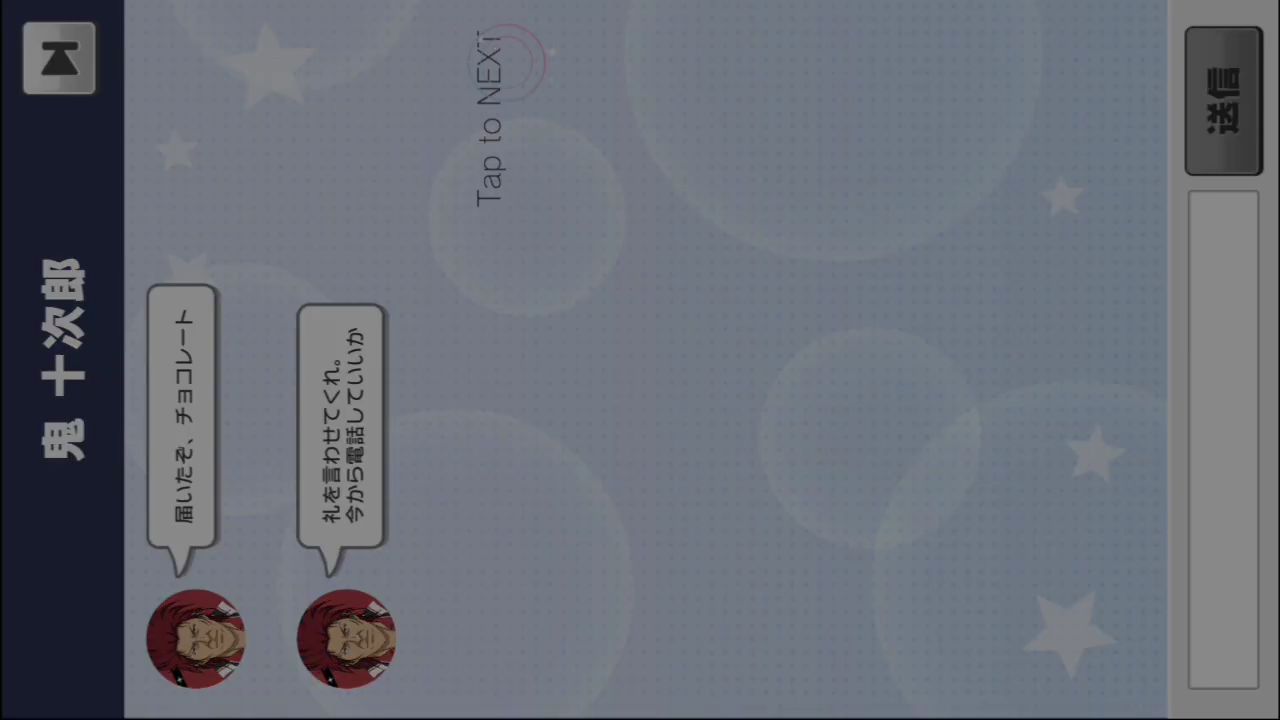 鬼 十次郎
届いたぞ、チョコレート
礼を言わせてくれ。
今から電話していいか
Tap to NEXT
送信